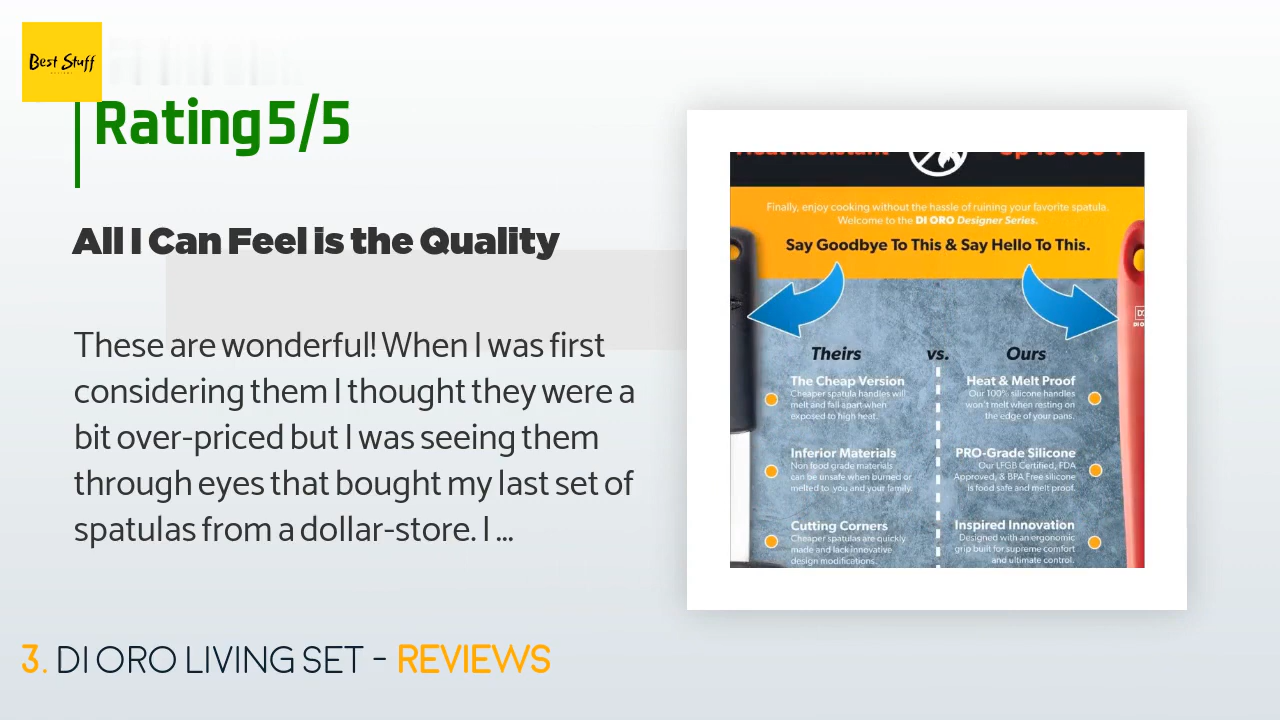 Best Stuff
Rating 5/5
All I Can Feel is the Quality
These are wonderful! When I was first
considering them I thought they were a
bit over-priced but I was seeing them
through eyes that bought my last set of
spatulas from a dollar-store. I ...
Finally, enjoy cooking without the hassle of ruining your favorite spatula.
Welcome to the DI ORO Designer Series.
Say Goodbye To This & Say Hello To This.
Theirs vs. Ours
The Cheap Version
Cheaper spatula handles will
melt and fall apart when
exposed to high heat.
Heat & Melt Proof
Our 100% silicone handles
won't melt when resting on
the edge of your pans.
Inferior Materials
Non food grade materials
can be unsafe when burned or
melted to you and your family.
PRO-Grade Silicone
Our LFGB Certified, FDA
Approved, & BPA Free silicone
is food safe and melt proof.
Cutting Corners
Cheaper spatulas are quickly
made and lack innovative
design modifications.
Inspired Innovation
Designed with an ergonomic
grip built for supreme comfort
and ultimate control.
3. DI ORO LIVING SET - REVIEWS